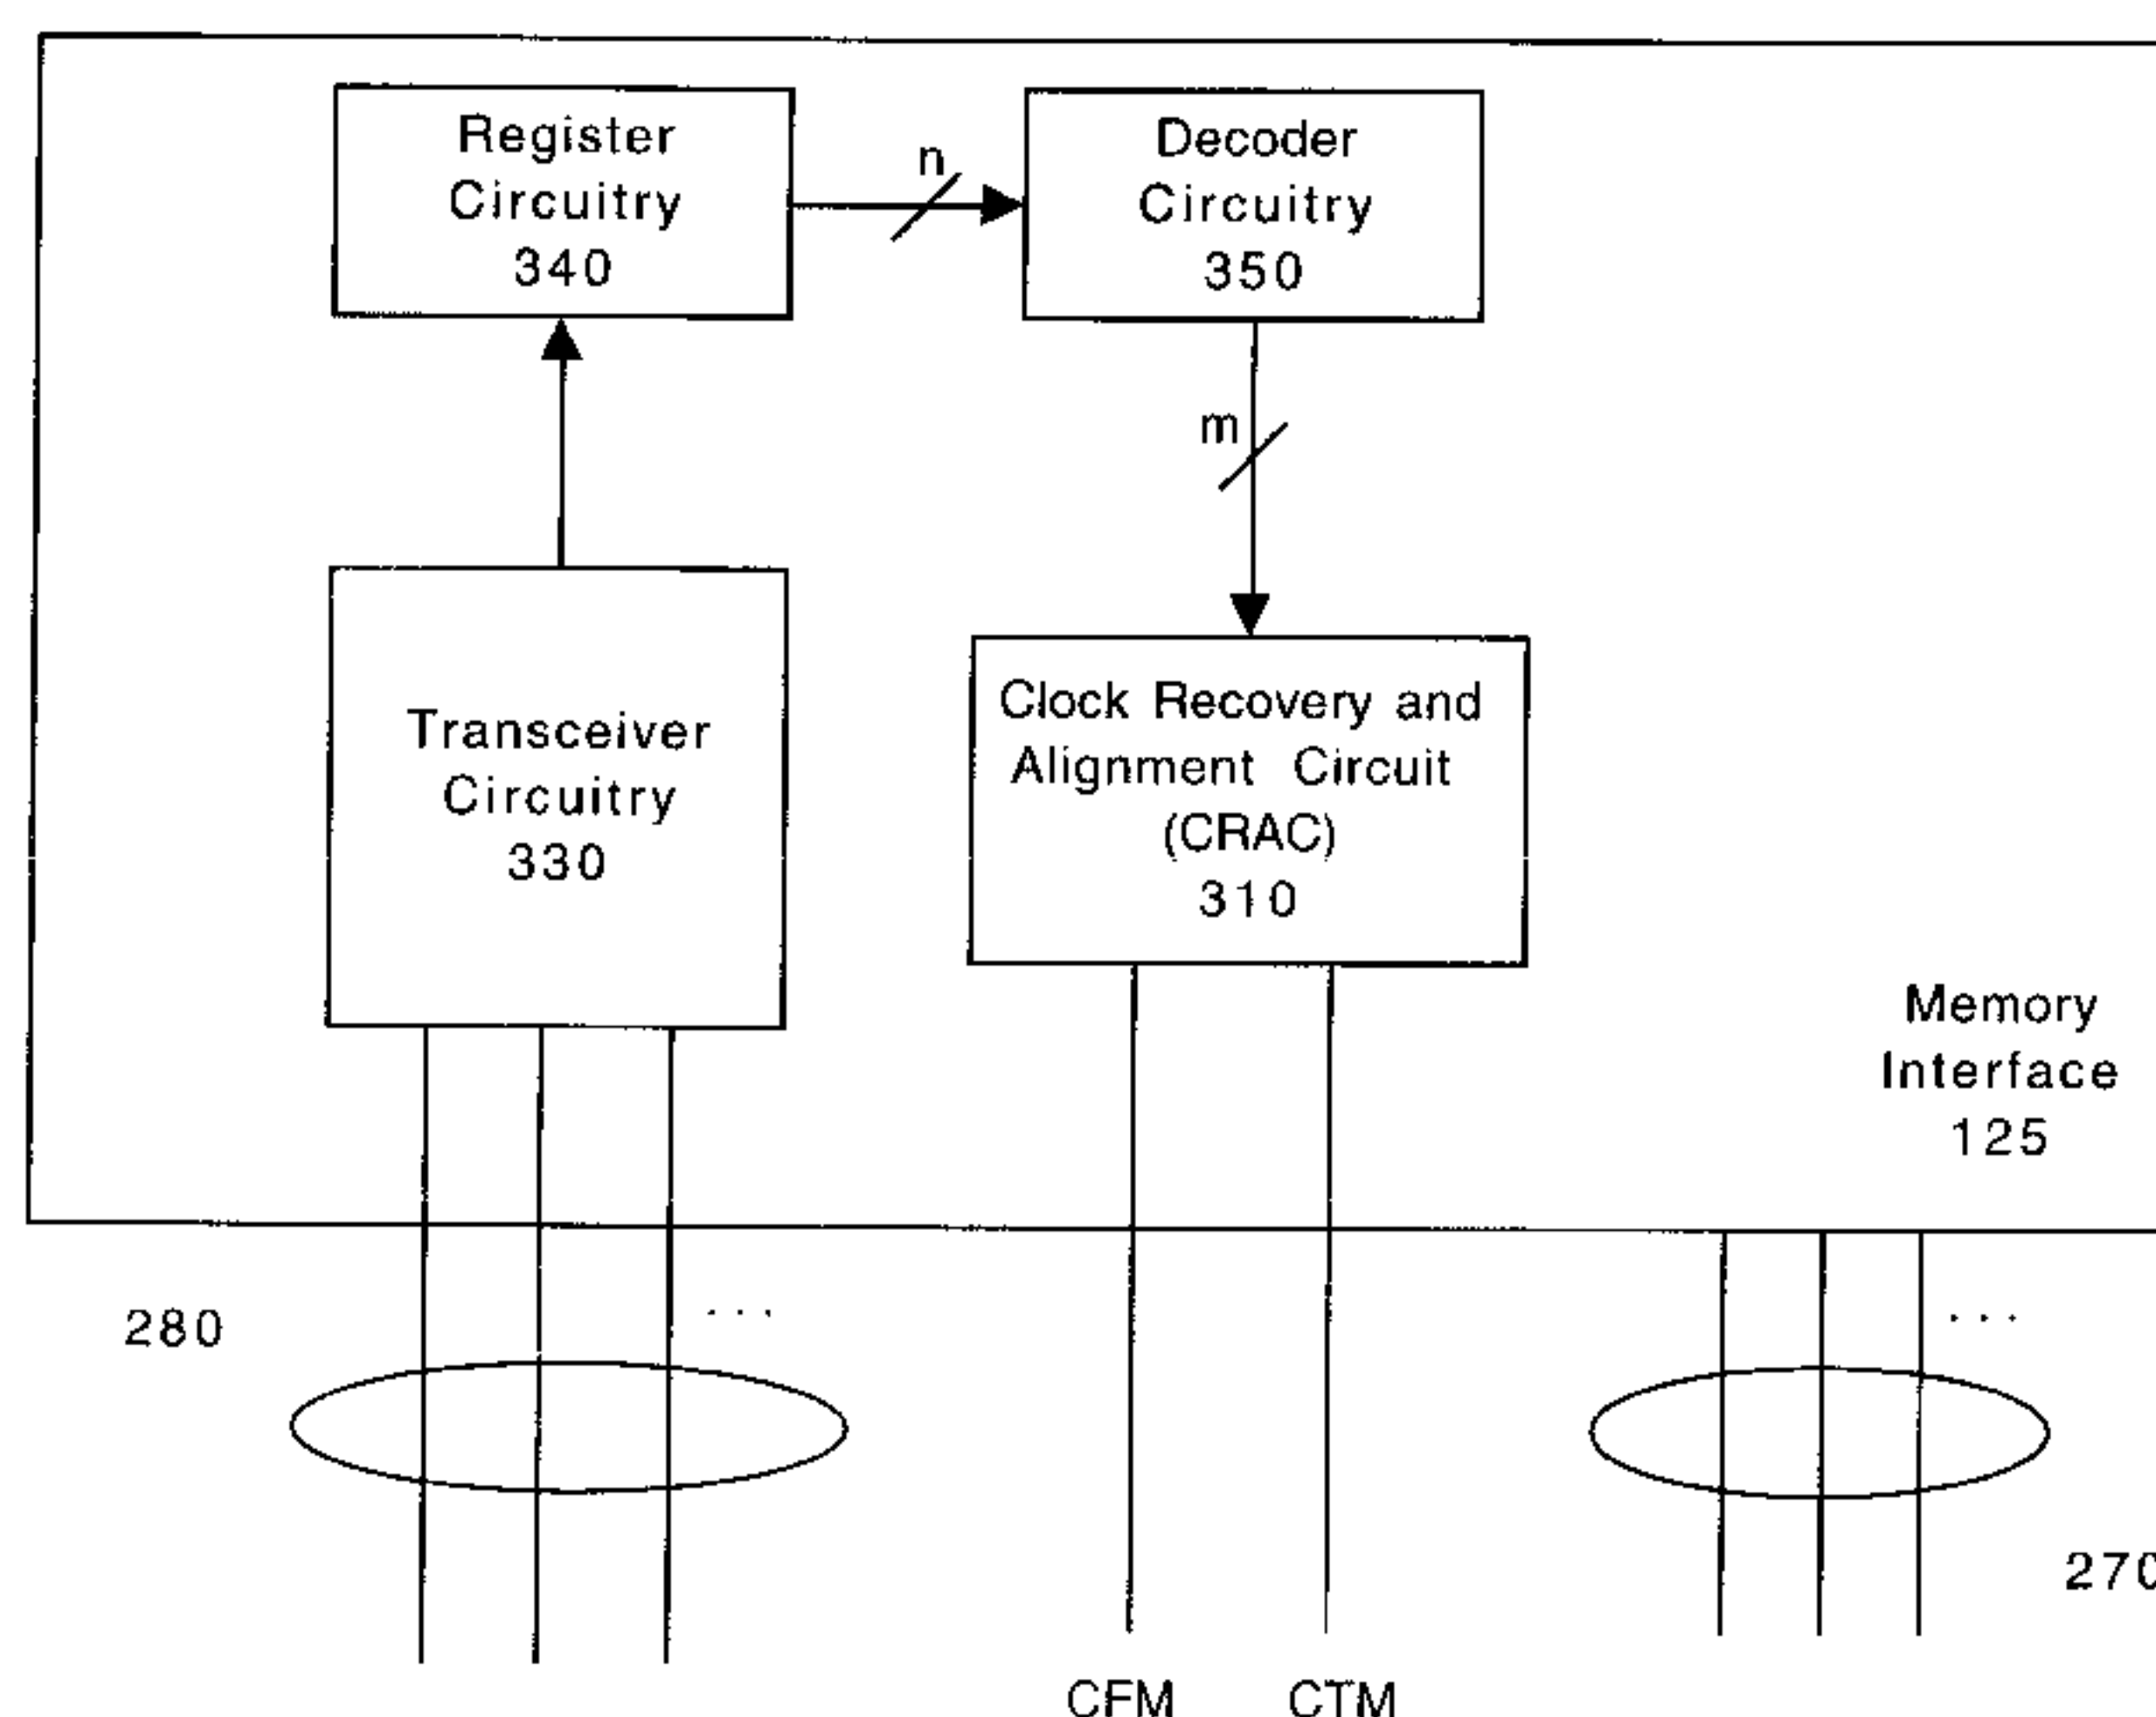 Register
Circuitry
340
n
Decoder
Circuitry
350
m
Transceiver
Circuitry
330
Clock Recovery and
Alignment Circuit
(CRAC)
310
Memory
Interface
125
280
...
...
270
CFM
CTM